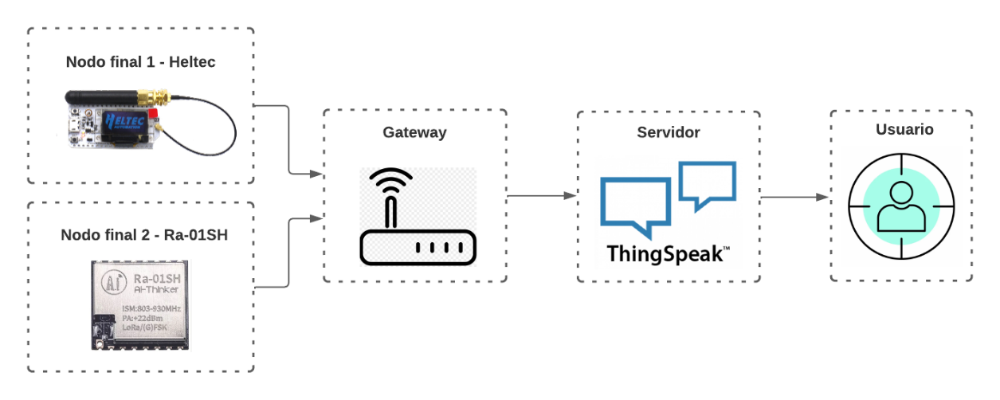 Nodo final 1 - Heltec
HELTEC
AUTOMATION
Nodo final 2 - Ra-01SH
Ra-01SH
Ai-Thinker
ISM:803-930MHz
PA:+22dBm
LoRa/(G)FSK
Gateway
Servidor
ThingSpeak™
Usuario